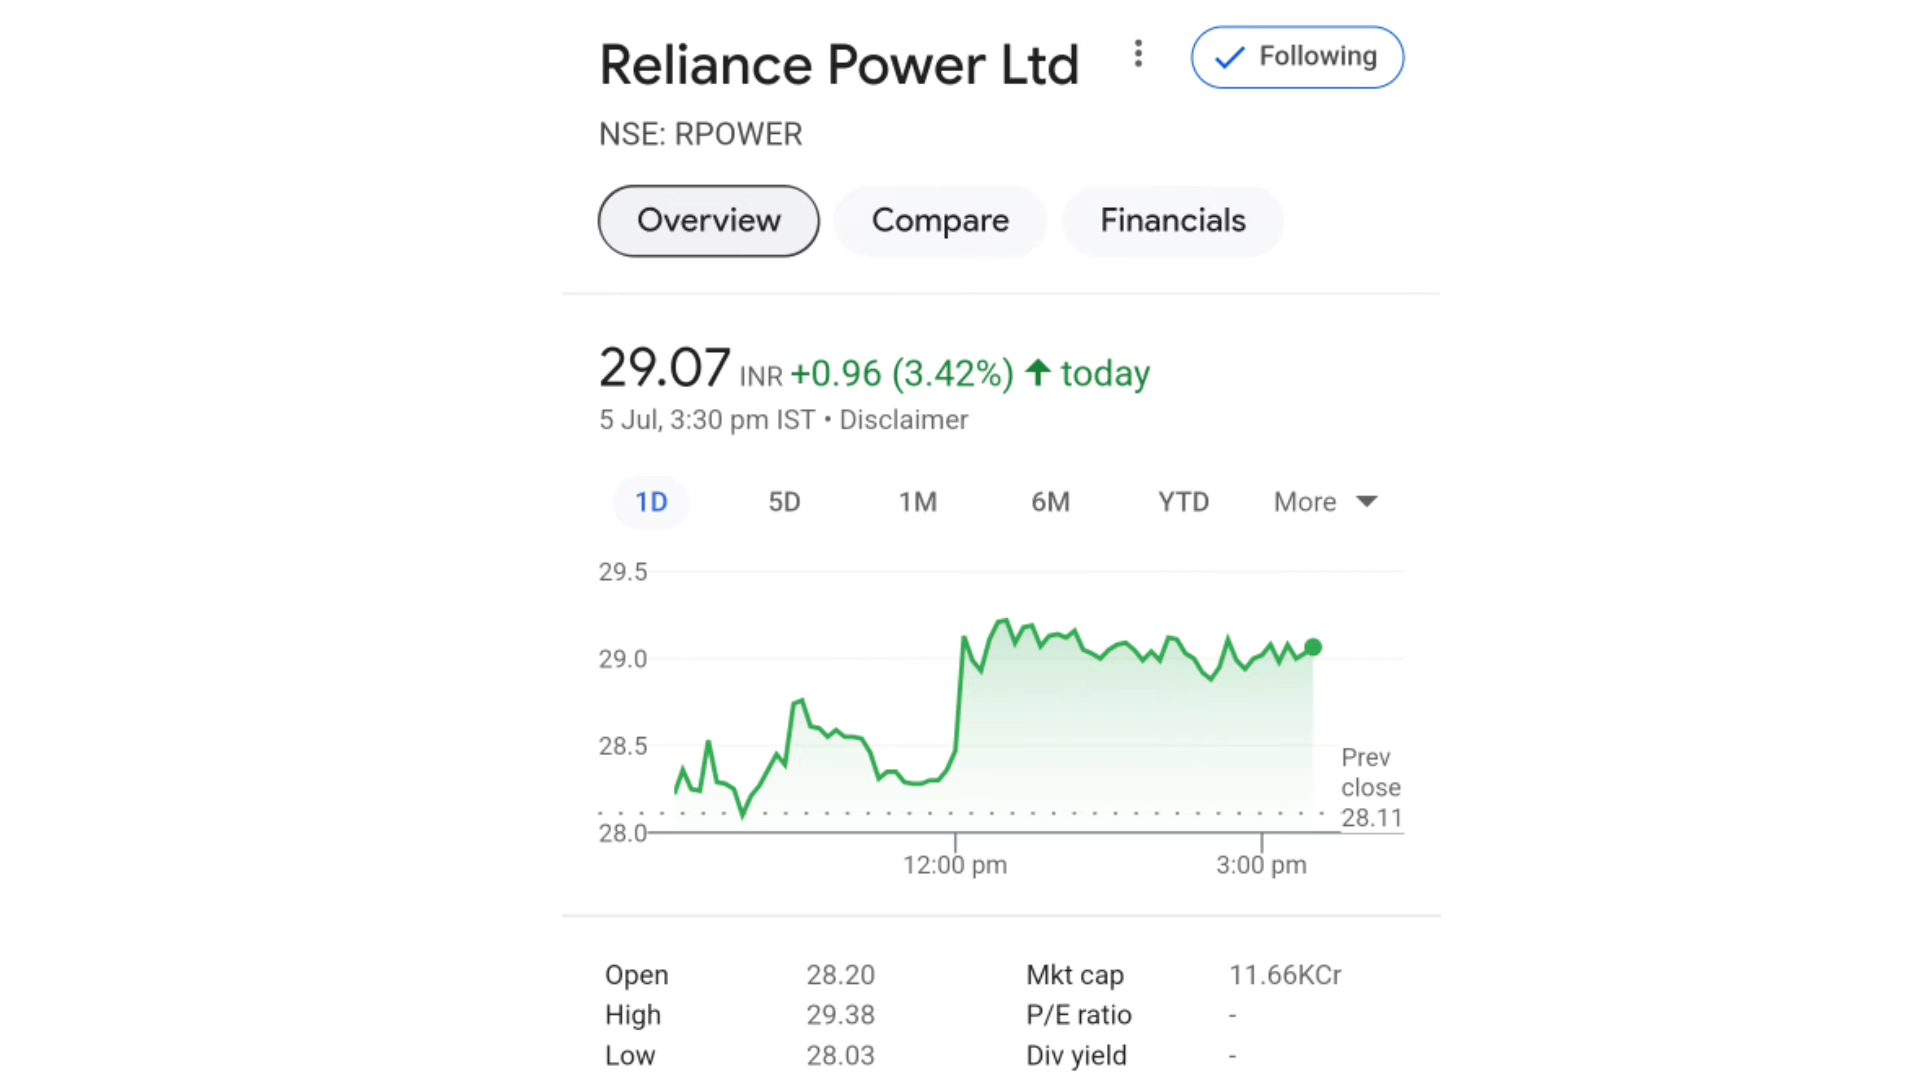 Reliance Power Ltd
Following
NSE: RPOWER
Overview Compare Financials
29.07 INR +0.96 (3.42%) today
5 Jul, 3:30 pm IST • Disclaimer
1D 5D 1M 6M YTD More
29.5
29.0
28.5
28.0
Prev
close
28.11
12:00 pm 3:00 pm
Open 28.20 Mkt cap 11.66KCr
High 29.38 P/E ratio -
Low 28.03 Div yield -